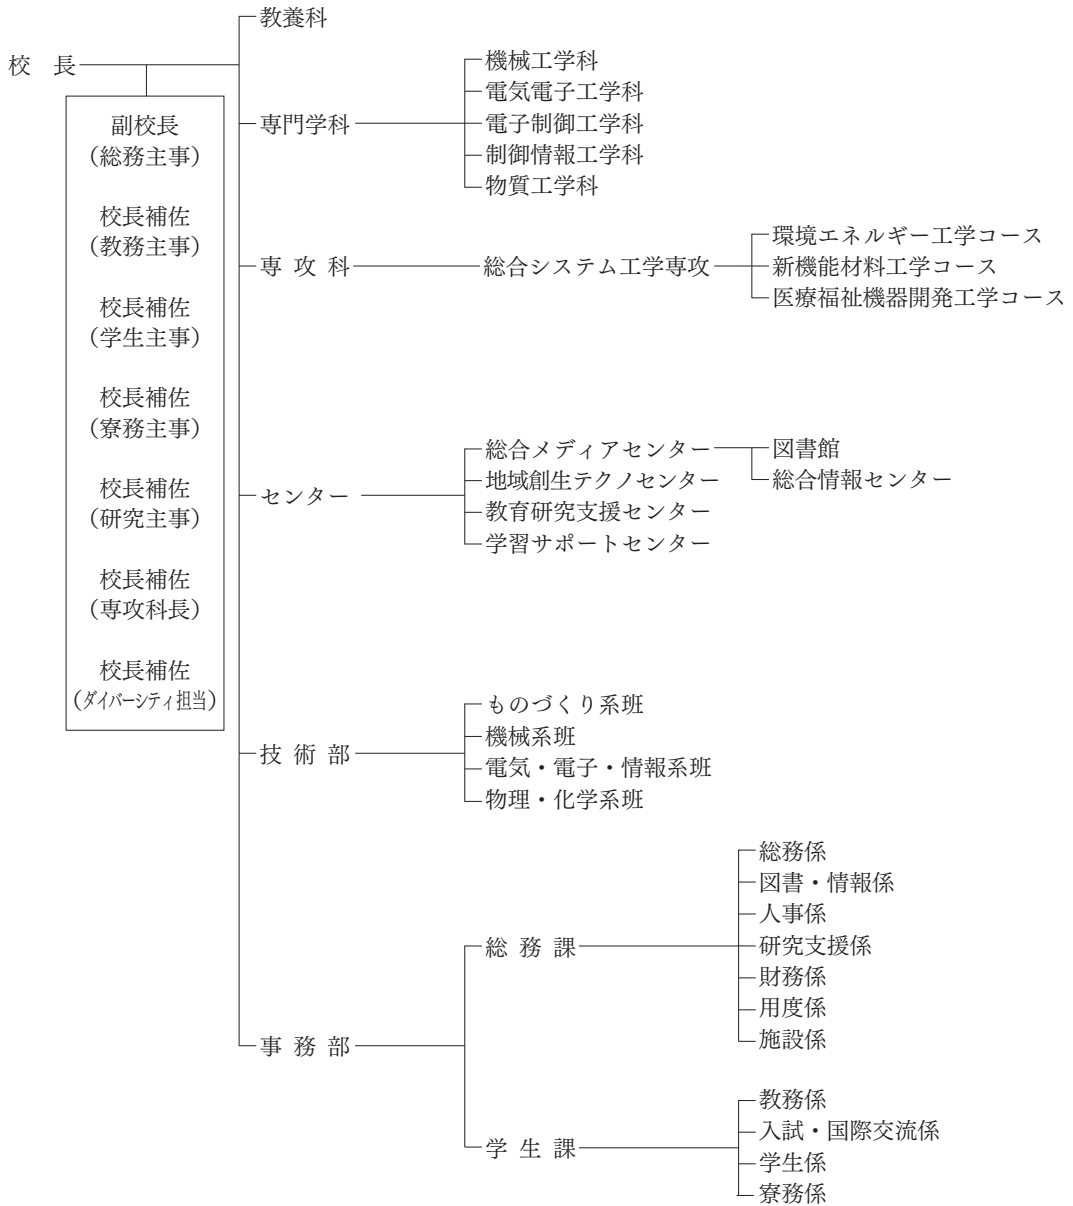 校　長
副校長
（総務主事）
校長補佐
（教務主事）
校長補佐
（学生主事）
校長補佐
（寮務主事）
校長補佐
（研究主事）
校長補佐
（専攻科長）
校長補佐
（ダイバーシティ担当）
教養科
専門学科
機械工学科
電気電子工学科
電子制御工学科
制御情報工学科
物質工学科
専 攻 科
総合システム工学専攻
環境エネルギー工学コース
新機能材料工学コース
医療福祉機器開発工学コース
センター
総合メディアセンター
図書館
総合情報センター
地域創生テクノセンター
教育研究支援センター
学習サポートセンター
技 術 部
ものづくり系班
機械系班
電気・電子・情報系班
物理・化学系班
事 務 部
総 務 課
総務係
図書・情報係
人事係
研究支援係
財務係
用度係
施設係
学 生 課
教務係
入試・国際交流係
学生係
寮務係